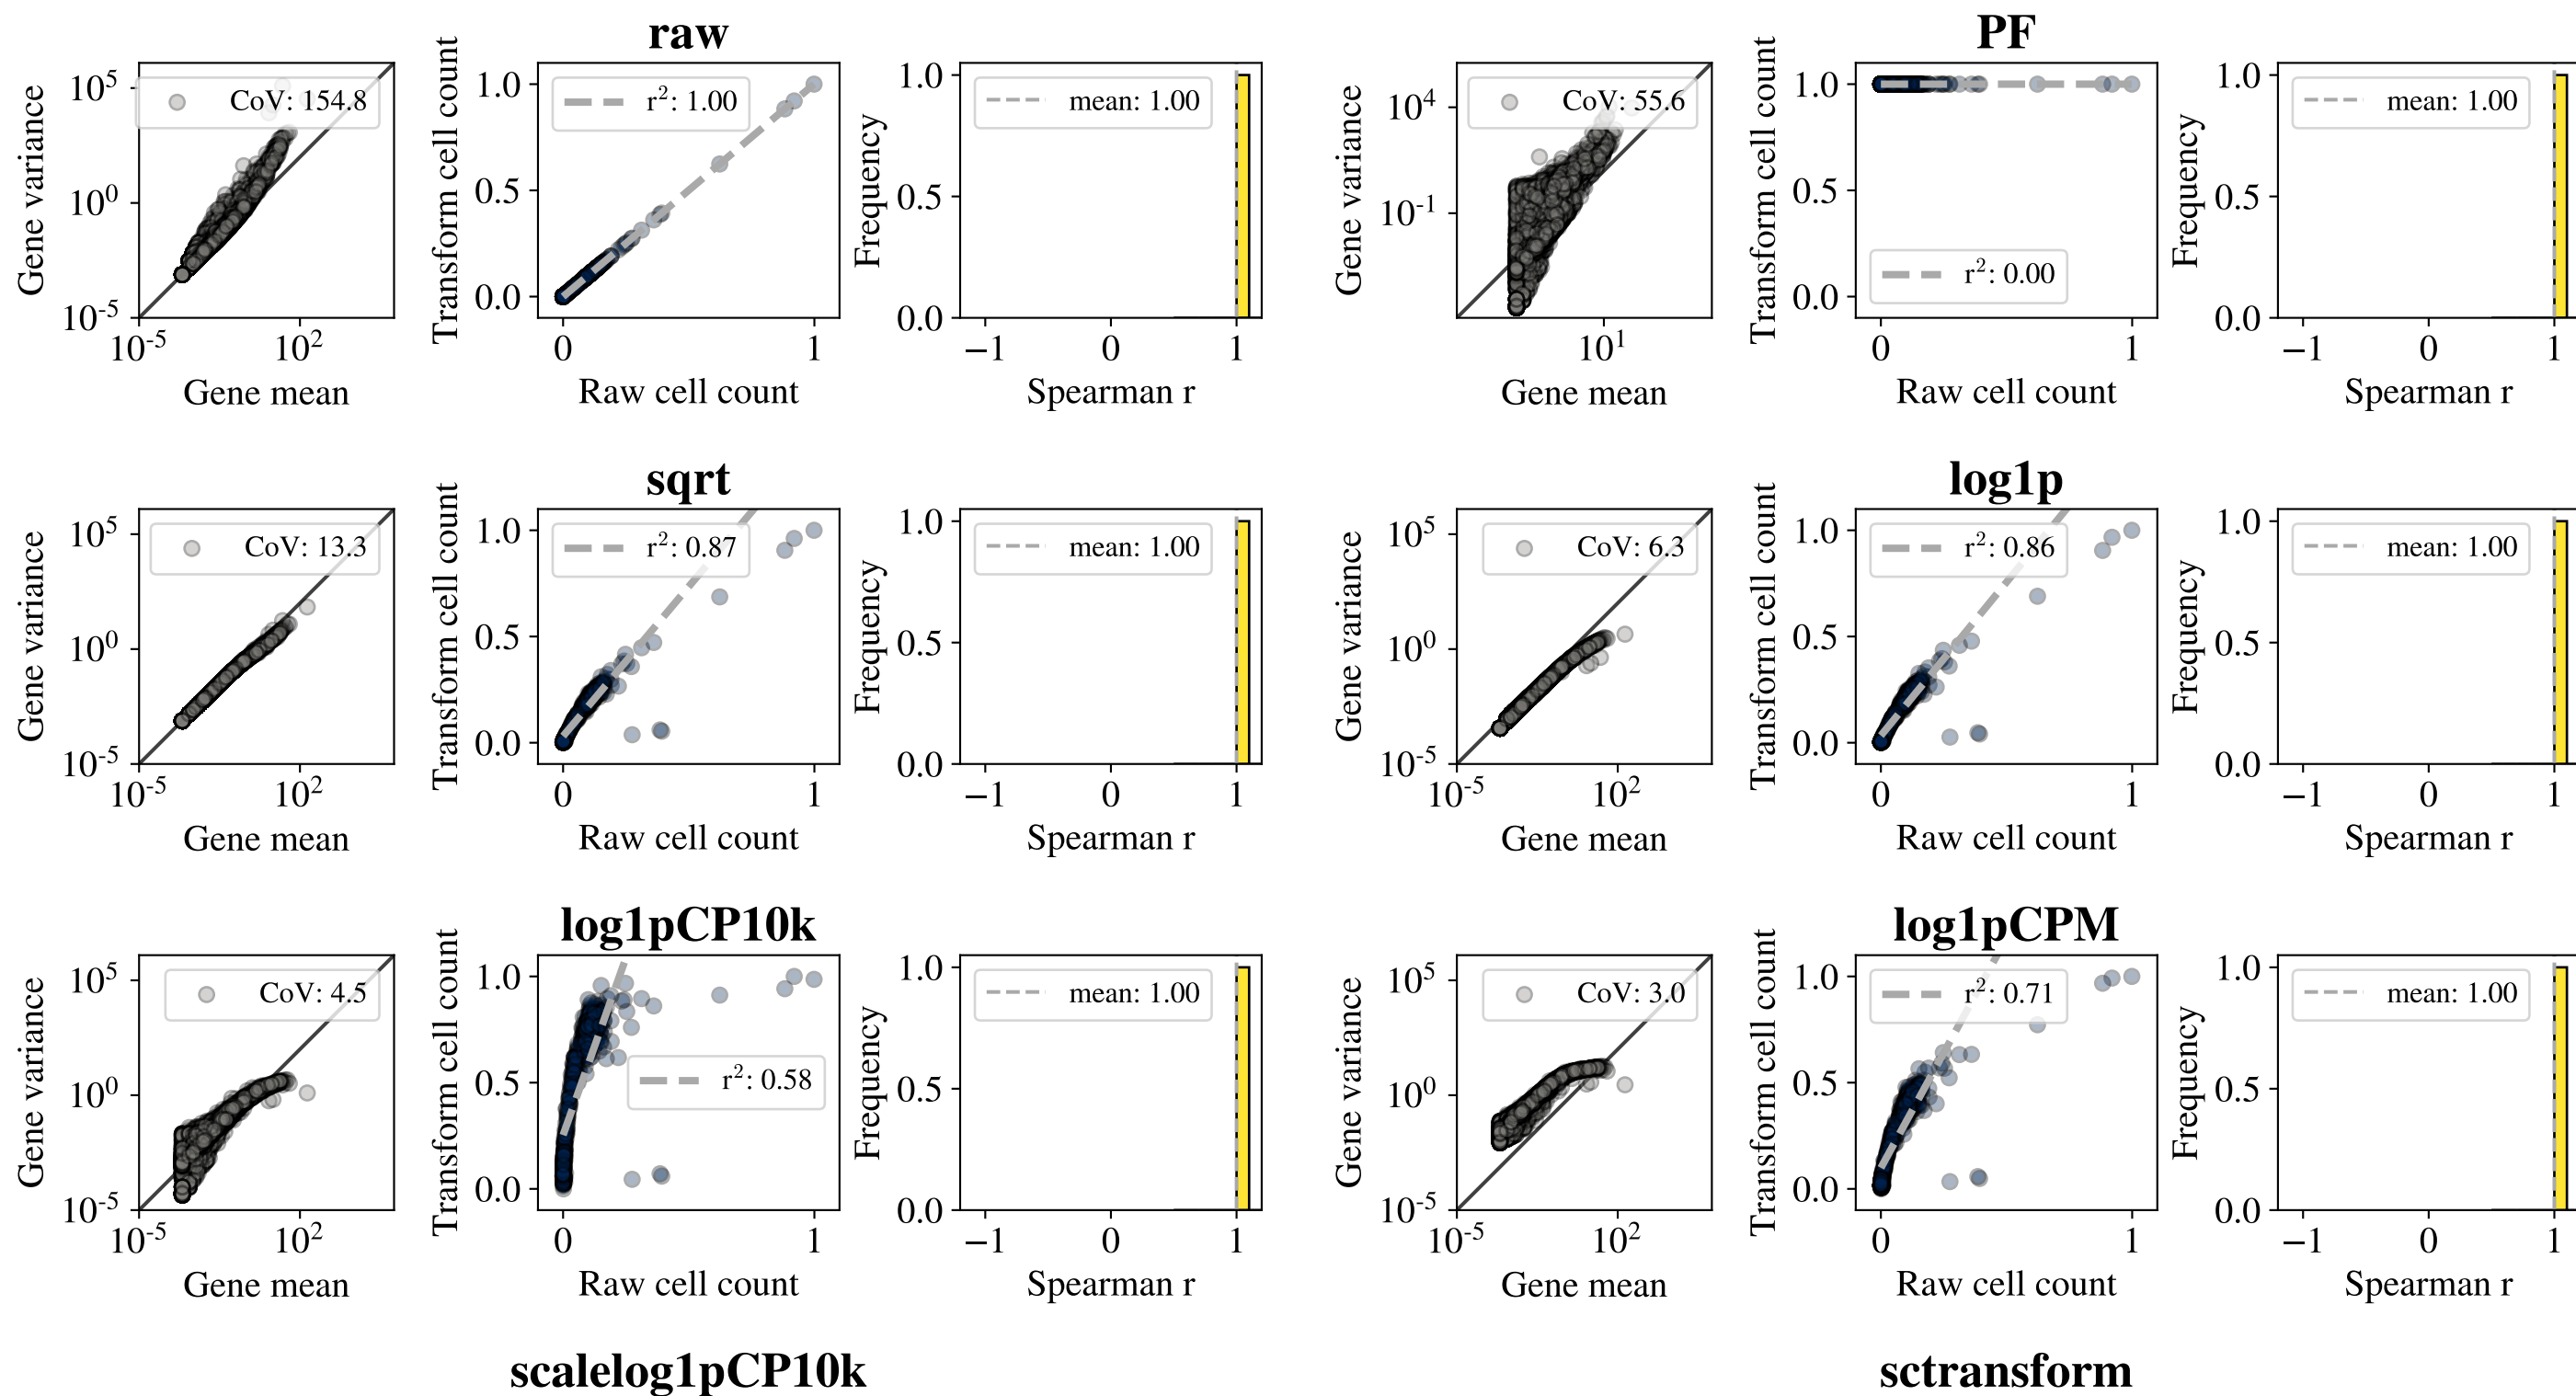 raw
PF
Gene variance
10^5
10^0
10^-5
CoV: 154.8
10^-5
10^2
Gene mean
Transform cell count
1.0
0.5
0.0
r^2: 1.00
0
1
Raw cell count
Frequency
1.0
0.5
0.0
mean: 1.00
−1
0
1
Spearman r
Gene variance
10^4
10^-1
CoV: 55.6
10^1
Gene mean
Transform cell count
1.0
0.5
0.0
r^2: 0.00
0
1
Raw cell count
Frequency
1.0
0.5
0.0
mean: 1.00
−1
0
1
Spearman r
sqrt
log1p
Gene variance
10^5
10^0
10^-5
CoV: 13.3
10^-5
10^2
Gene mean
Transform cell count
1.0
0.5
0.0
r^2: 0.87
0
1
Raw cell count
Frequency
1.0
0.5
0.0
mean: 1.00
−1
0
1
Spearman r
Gene variance
10^5
10^0
10^-5
CoV: 6.3
10^-5
10^2
Gene mean
Transform cell count
1.0
0.5
0.0
r^2: 0.86
0
1
Raw cell count
Frequency
1.0
0.5
0.0
mean: 1.00
−1
0
1
Spearman r
log1pCP10k
log1pCPM
Gene variance
10^5
10^0
10^-5
CoV: 4.5
10^-5
10^2
Gene mean
Transform cell count
1.0
0.5
0.0
r^2: 0.58
0
1
Raw cell count
Frequency
1.0
0.5
0.0
mean: 1.00
−1
0
1
Spearman r
Gene variance
10^5
10^0
10^-5
CoV: 3.0
10^-5
10^2
Gene mean
Transform cell count
1.0
0.5
0.0
r^2: 0.71
0
1
Raw cell count
Frequency
1.0
0.5
0.0
mean: 1.00
−1
0
1
Spearman r
scalelog1pCP10k
sctransform